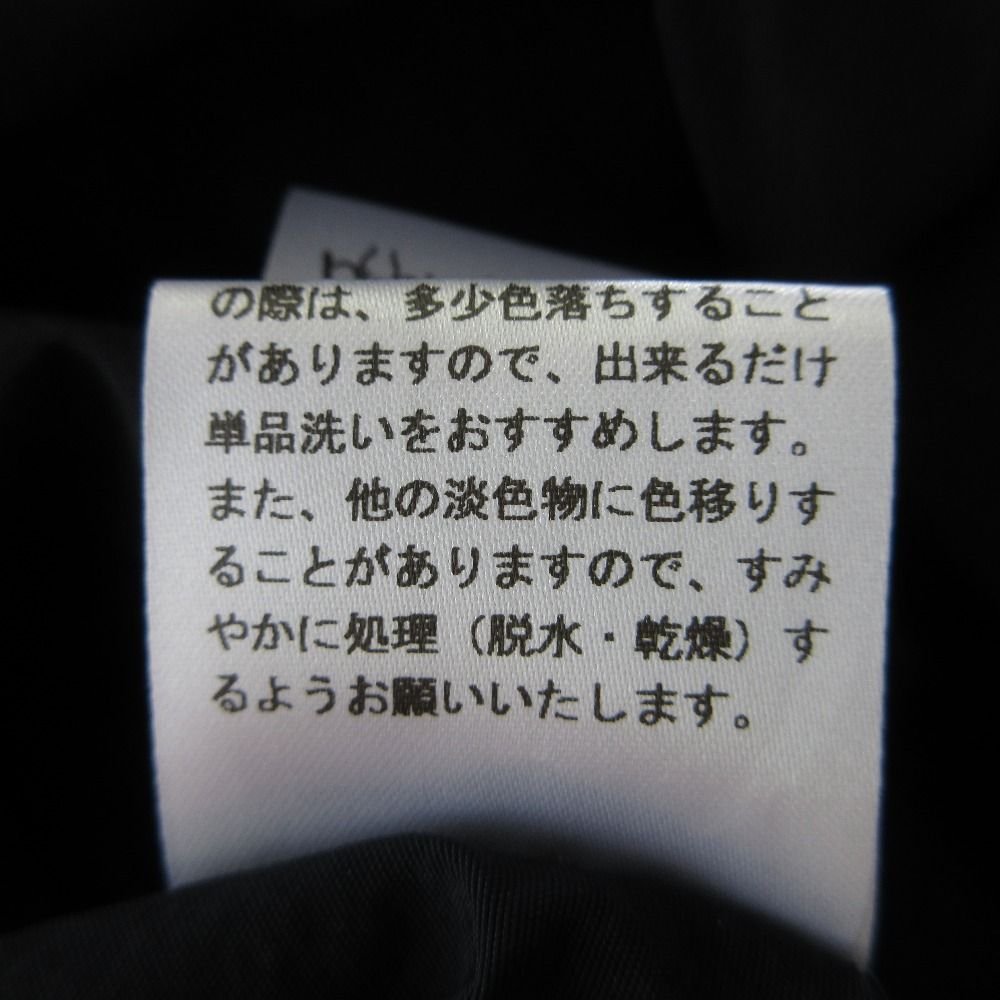 の際は、多少色落ちすること
がありますので、出来るだけ
単品洗いをおすすめします。
また、他の淡色物に色移りす
ることがありますので、すみ
やかに処理（脱水・乾燥）す
るようお願いいたします。